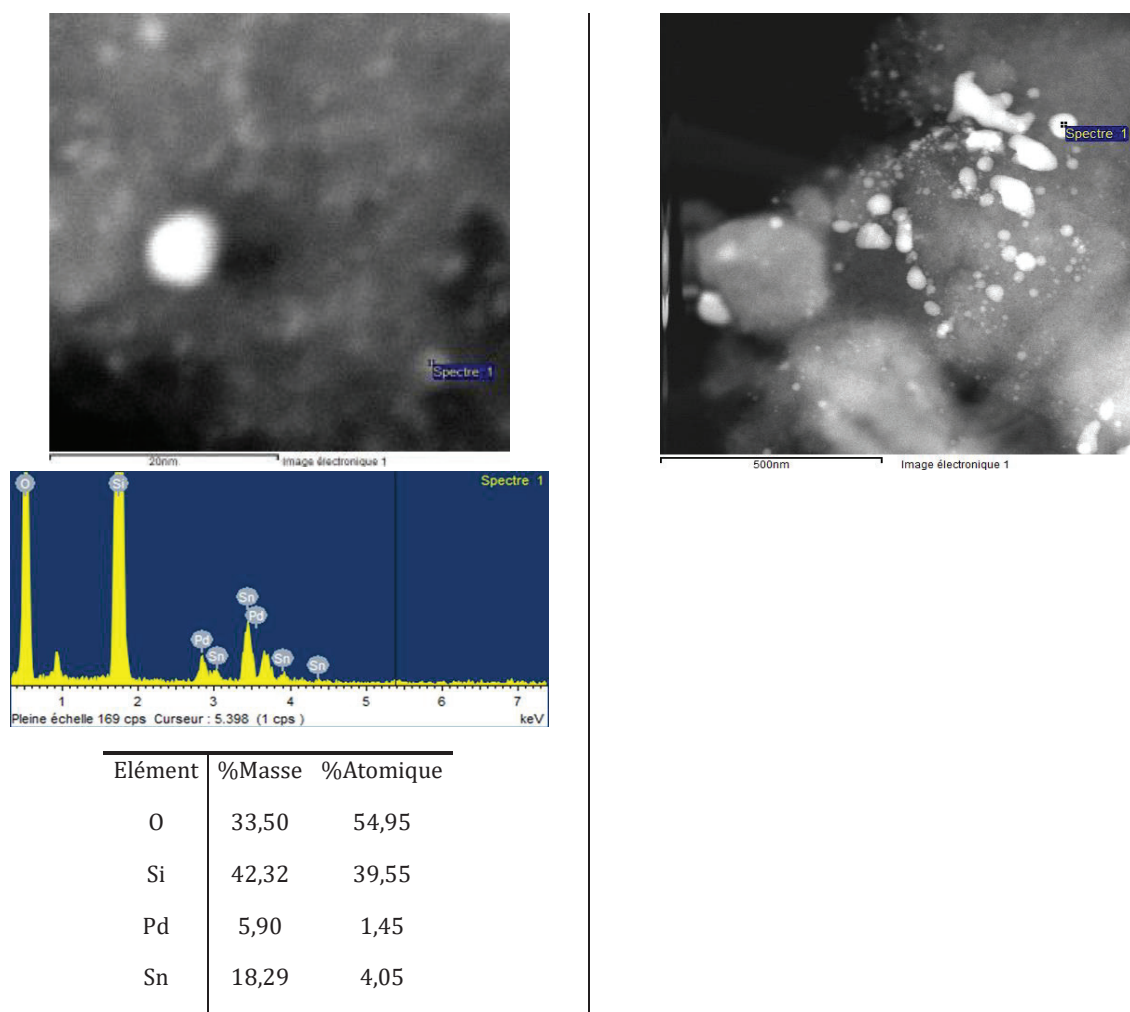 Spectre 1
20nm
Image électronique 1
Spectre 1
500nm
Image électronique 1
Spectre 1
O
Si
Pd
Sn
Sn
Pd
Sn
Sn
1 2 3 4 5 6 7
Pleine échelle 169 cps Curseur : 5.398 (1 cps ) keV
Elément %Masse %Atomique
O 33,50 54,95
Si 42,32 39,55
Pd 5,90 1,45
Sn 18,29 4,05